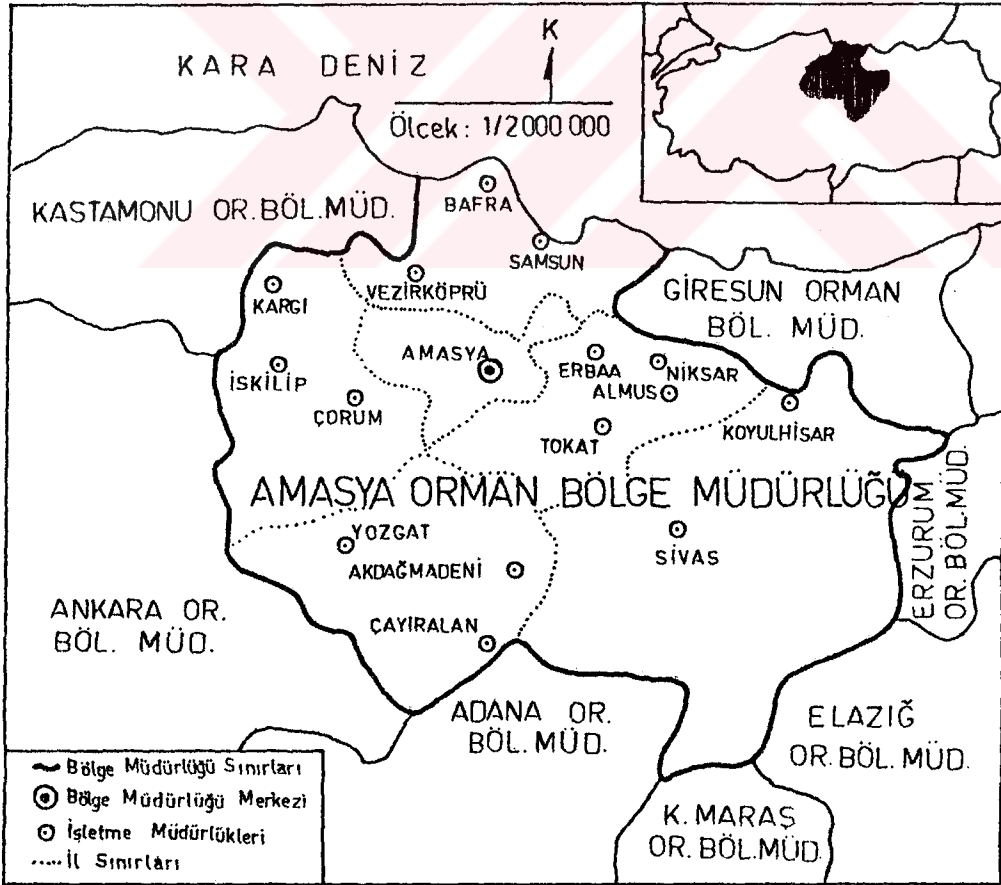 K
KARA DENİZ
Ölçek: 1/2000 000
KASTAMONU OR.BÖL.MÜD.
BAFRA
SAMSUN
KARGI
VEZİRKÖPRÜ
GİRESUN ORMAN
BÖL. MÜD.
AMASYA
ERBAA
NİKSAR
ALMUS
İSKİLİP
ÇORUM
TOKAT
KOYULHİSAR
AMASYA ORMAN BÖLGE MÜDÜRLÜĞÜ
ERZURUM
OR.BÖL.MÜD.
YOZGAT
SİVAS
AKDAĞMADENİ
ANKARA OR.
BÖL. MÜD.
ÇAYIRALAN
ADANA OR.
BÖL.MÜD.
ELAZIĞ
OR.BÖL.MÜD.
K.MARAŞ
OR.BÖL.MÜD.
Bölge Müdürlüğü Sınırları
Bölge Müdürlüğü Merkezi
İşletme Müdürlükleri
İl Sınırları